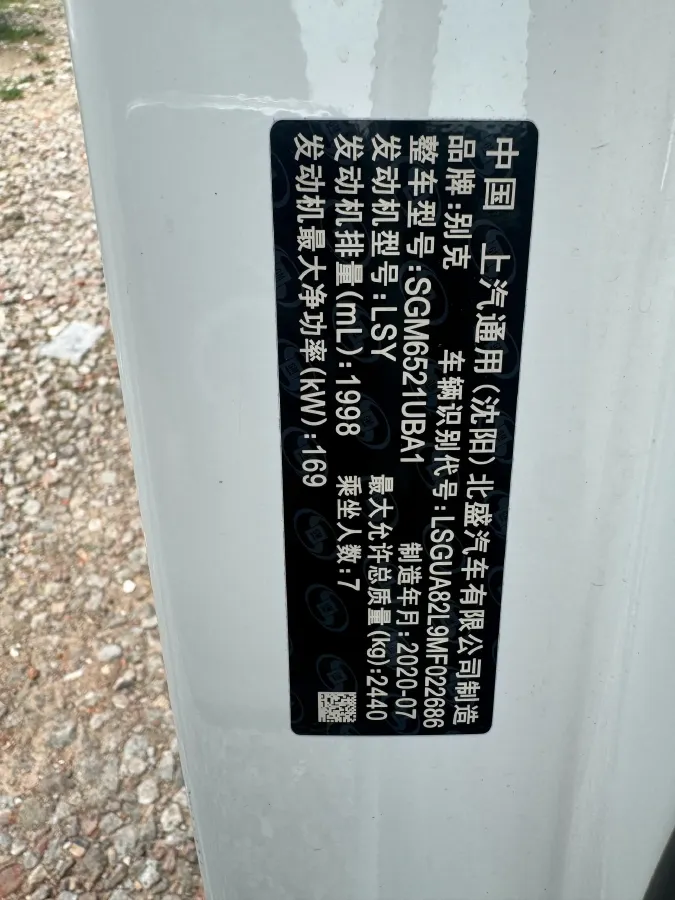 中国 上汽通用(沈阳)北盛汽车有限公司制造
品牌:别克 车辆识别代号:LSGUA82L9MF022686
整车型号:SGM6521UBA1 制造年月:2020-07
发动机型号:LSY 最大允许总质量(kg):2440
发动机排量(mL):1998 乘坐人数:7
发动机最大净功率(kW):169